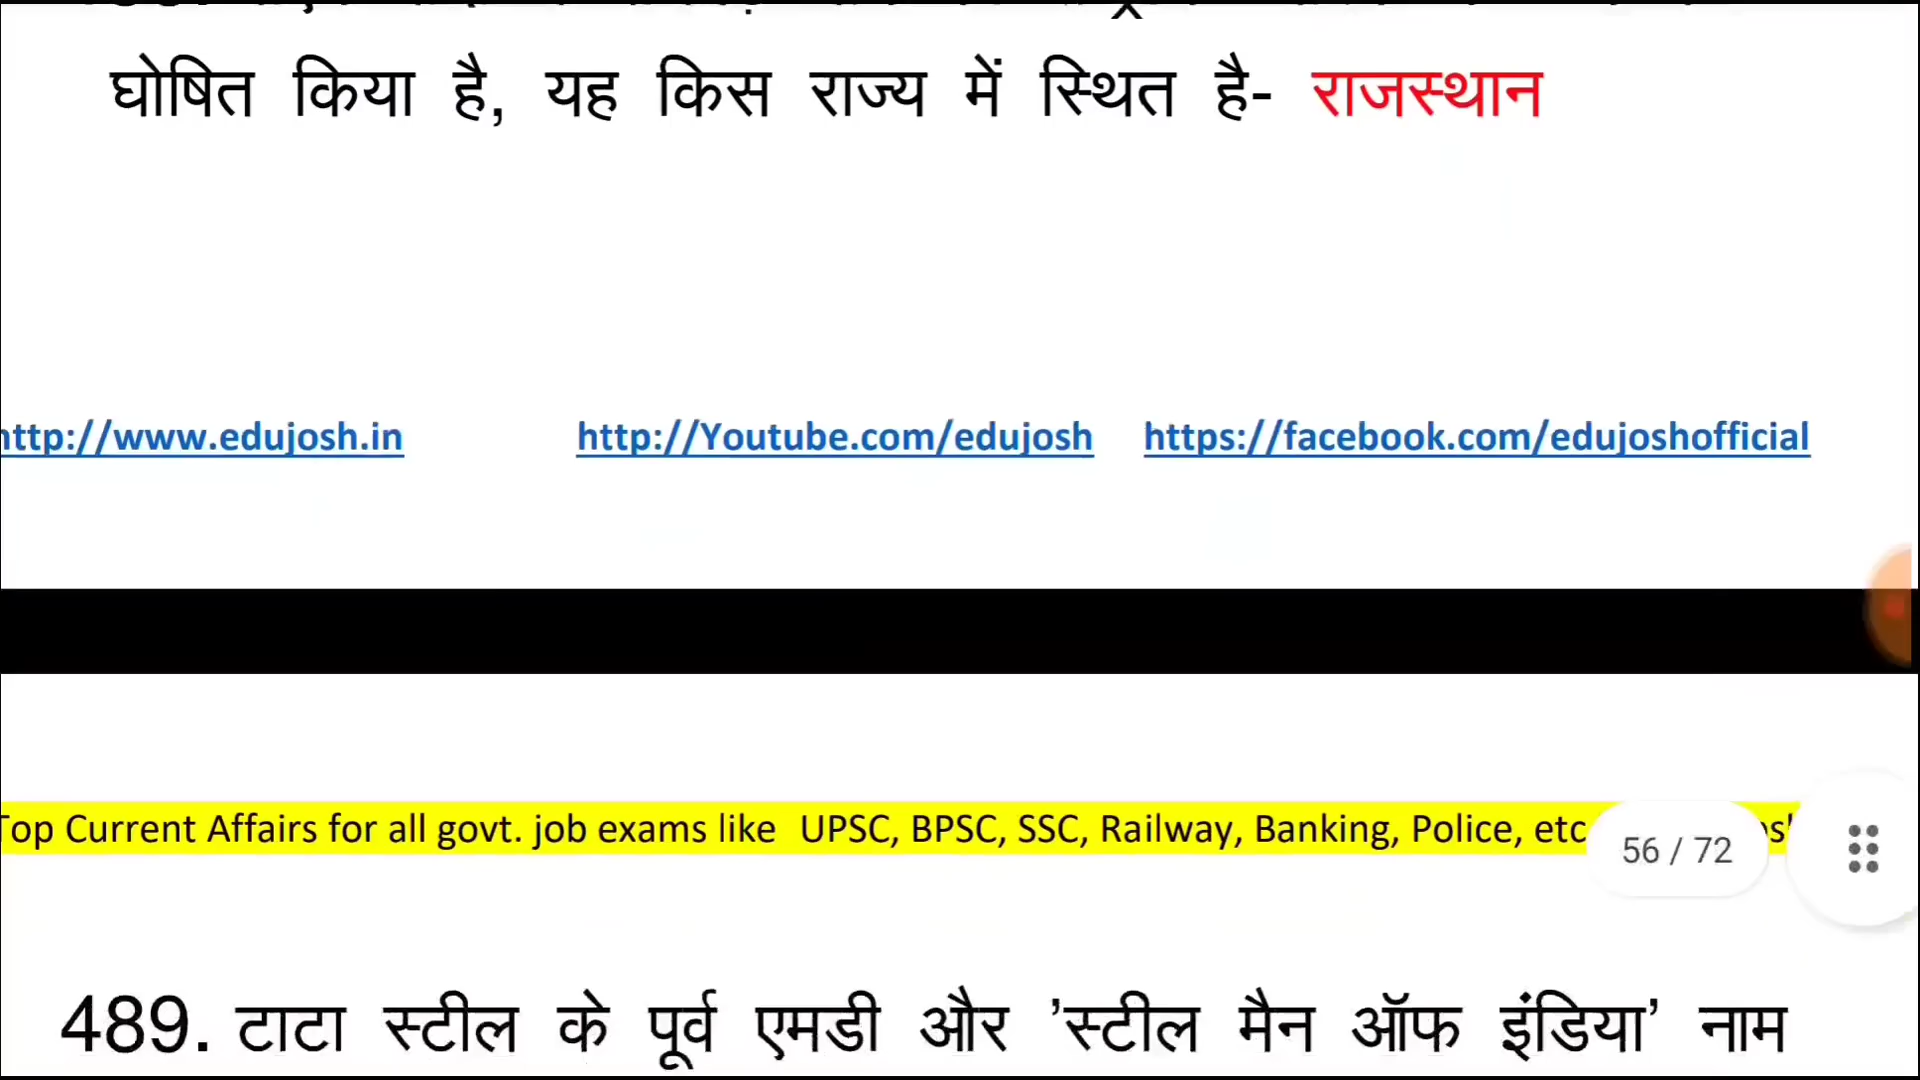 घोषित किया है, यह किस राज्य में स्थित है- राजस्थान
http://www.edujosh.in http://Youtube.com/edujosh https://facebook.com/edujoshofficial
Top Current Affairs for all govt. job exams like UPSC, BPSC, SSC, Railway, Banking, Police, etc
56 / 72
489. टाटा स्टील के पूर्व एमडी और ’स्टील मैन ऑफ इंडिया’ नाम